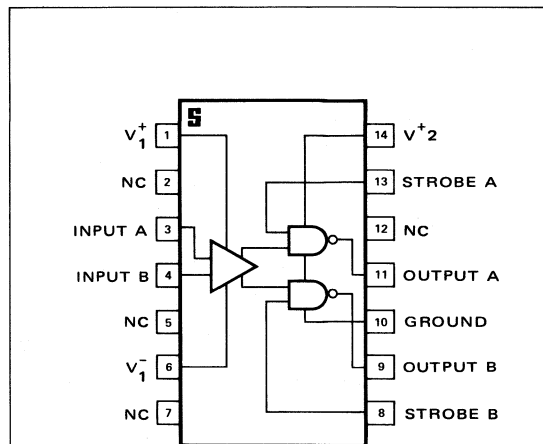 V1+ 1
NC 2
INPUT A 3
INPUT B 4
NC 5
V1- 6
NC 7
14 V+2
13 STROBE A
12 NC
11 OUTPUT A
10 GROUND
9 OUTPUT B
8 STROBE B